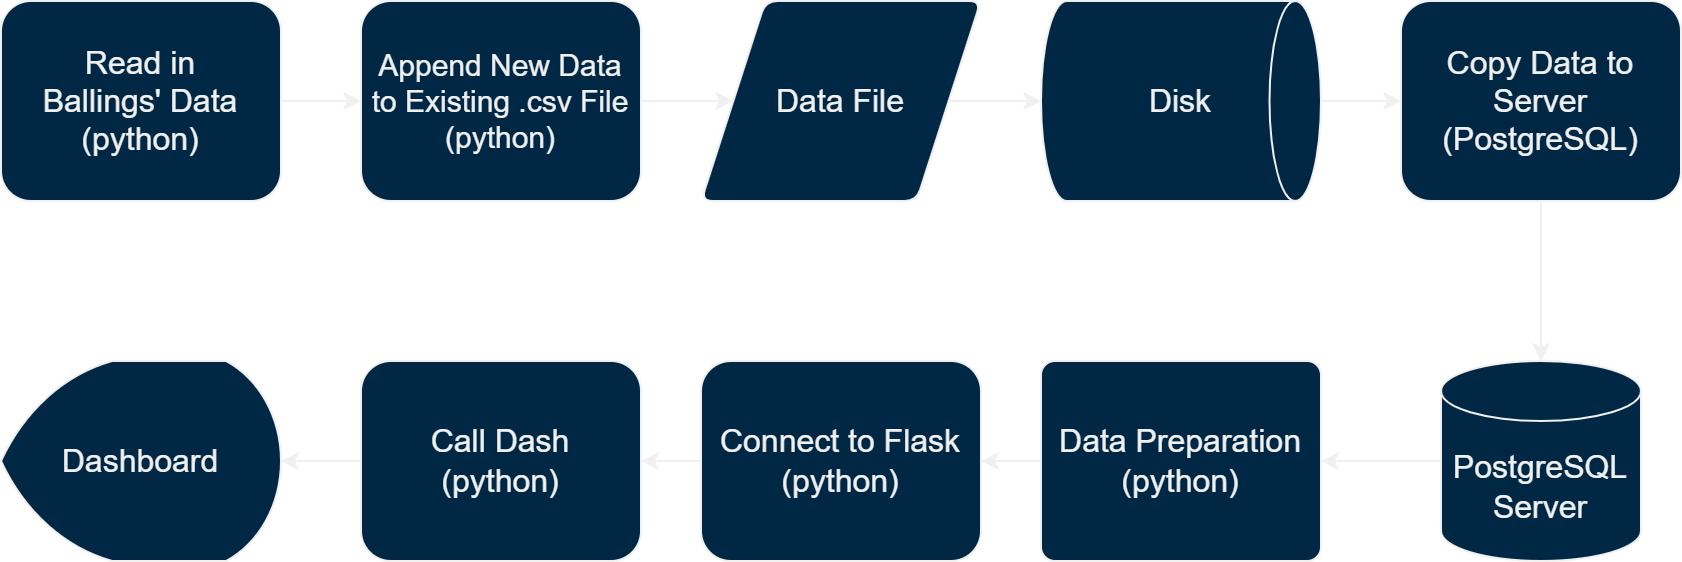 Read in
Ballings' Data
(python)
Append New Data
to Existing .csv File
(python)
Data File
Disk
Copy Data to
Server
(PostgreSQL)
PostgreSQL
Server
Data Preparation
(python)
Connect to Flask
(python)
Call Dash
(python)
Dashboard